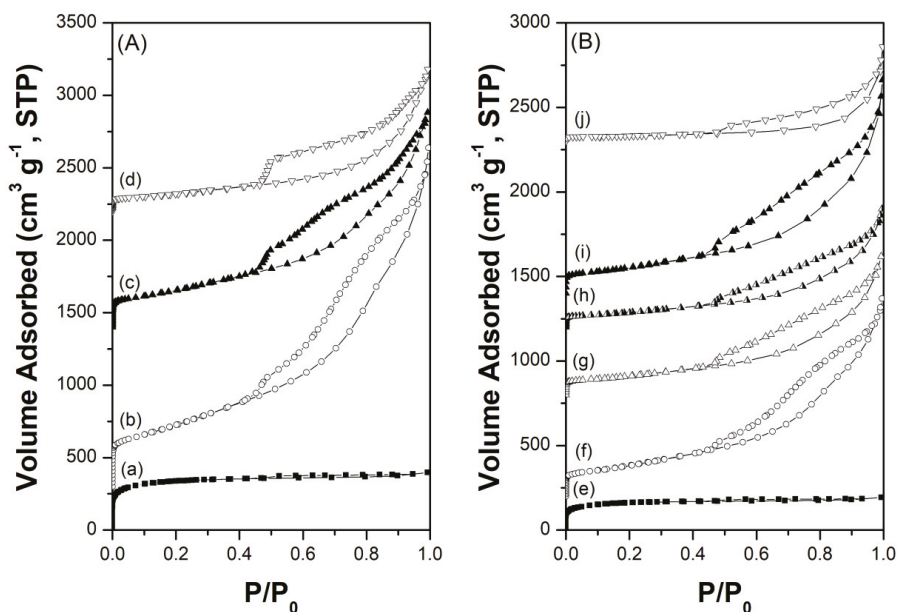 (A)
Volume Adsorbed (cm³ g⁻¹, STP)
3500
3000
2500
2000
1500
1000
500
0
(d)
(c)
(b)
(a)
0.0 0.2 0.4 0.6 0.8 1.0
P/P₀
(B)
Volume Adsorbed (cm³ g⁻¹, STP)
3000
2500
2000
1500
1000
500
0
(j)
(i)
(h)
(g)
(f)
(e)
0.0 0.2 0.4 0.6 0.8 1.0
P/P₀